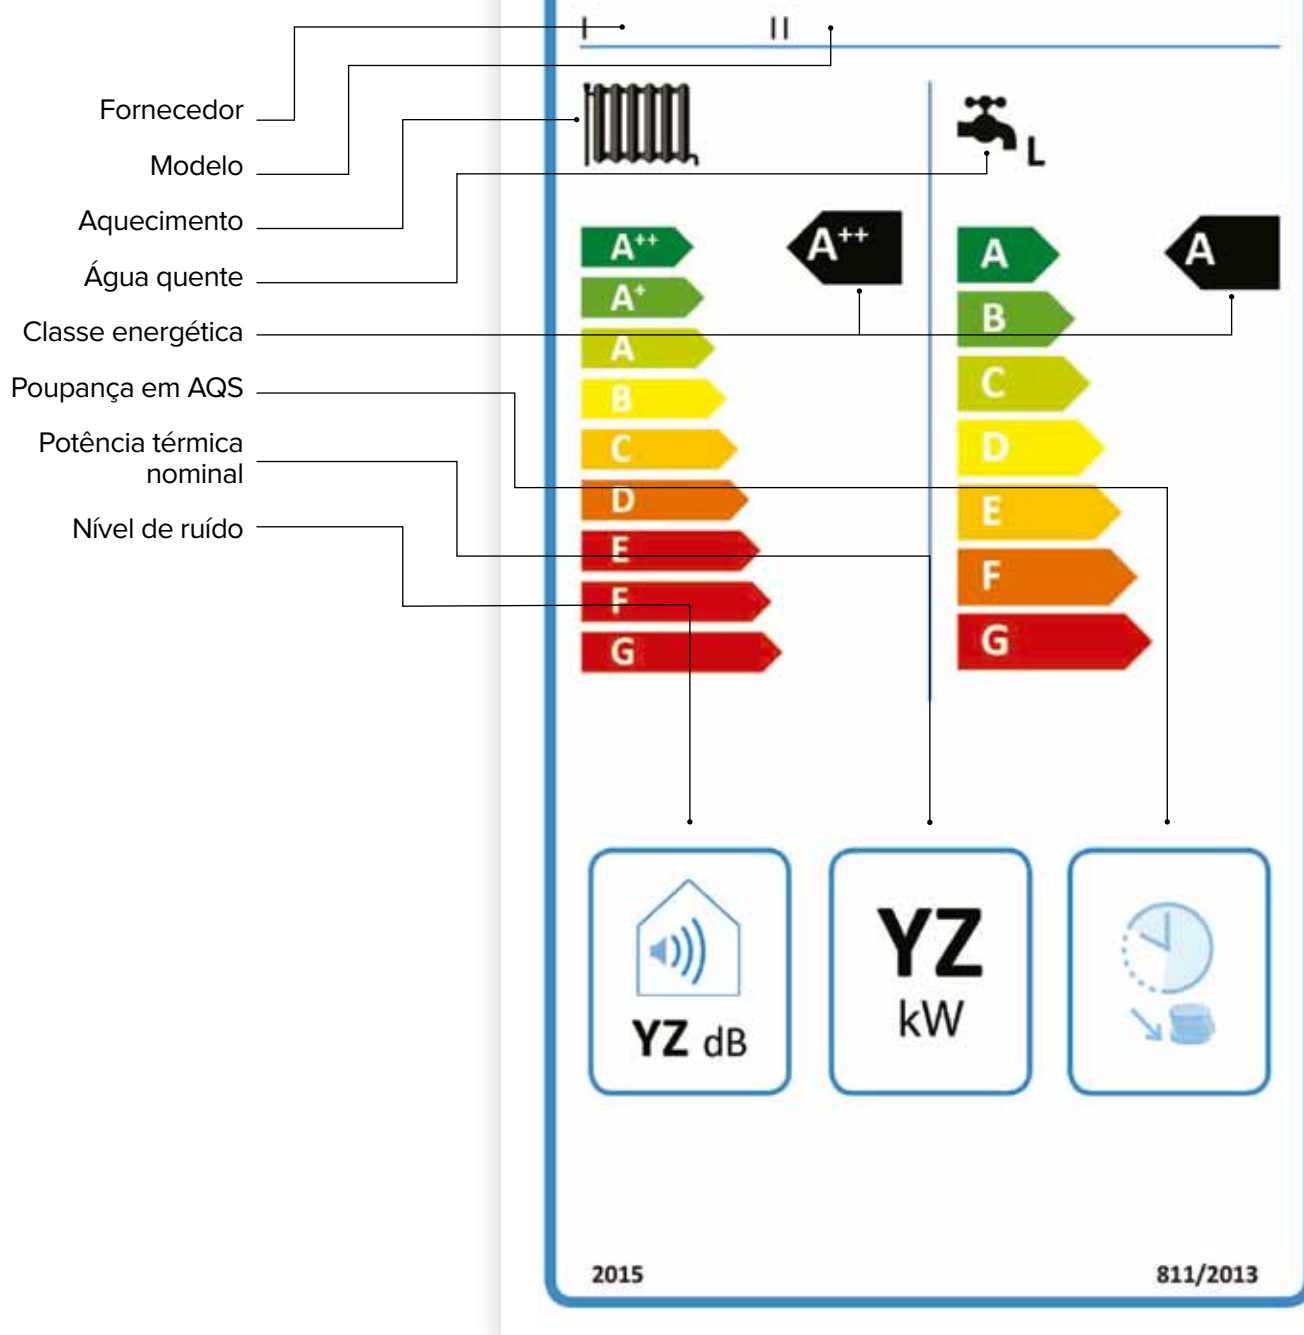 I II
Fornecedor
Modelo
Aquecimento
Água quente
Classe energética
Poupança em AQS
Potência térmica
nominal
Nível de ruído
L
A++
A+
A
B
C
D
E
F
G
A++
A
B
C
D
E
F
G
A
YZ dB
YZ
kW
2015 811/2013